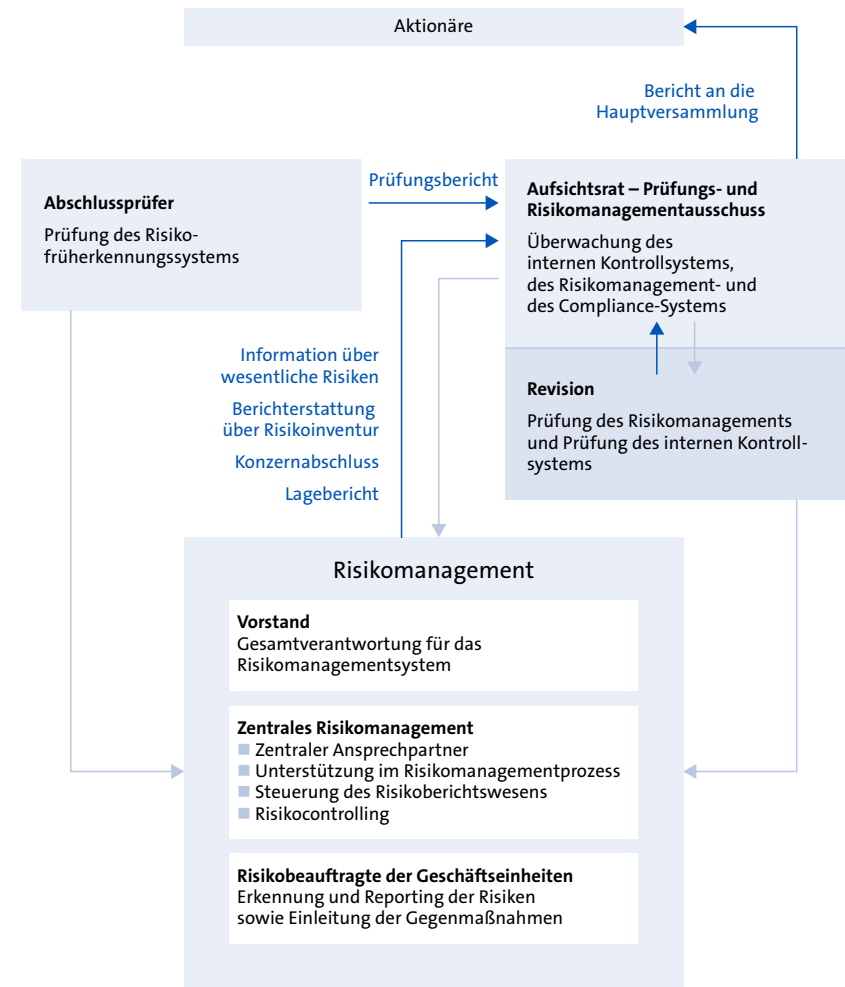 Aktionäre
Bericht an die
Hauptversammlung
Abschlussprüfer
Prüfung des Risiko-
früherkennungssystems
Prüfungsbericht
Aufsichtsrat – Prüfungs- und
Risikomanagementausschuss
Überwachung des
internen Kontrollsystems,
des Risikomanagement- und
des Compliance-Systems
Information über
wesentliche Risiken
Berichterstattung
über Risikoinventur
Konzernabschluss
Lagebericht
Revision
Prüfung des Risikomanagements
und Prüfung des internen Kontroll-
systems
Risikomanagement
Vorstand
Gesamtverantwortung für das
Risikomanagementsystem
Zentrales Risikomanagement
Zentraler Ansprechpartner
Unterstützung im Risikomanagementprozess
Steuerung des Risikoberichtswesens
Risikocontrolling
Risikobeauftragte der Geschäftseinheiten
Erkennung und Reporting der Risiken
sowie Einleitung der Gegenmaßnahmen